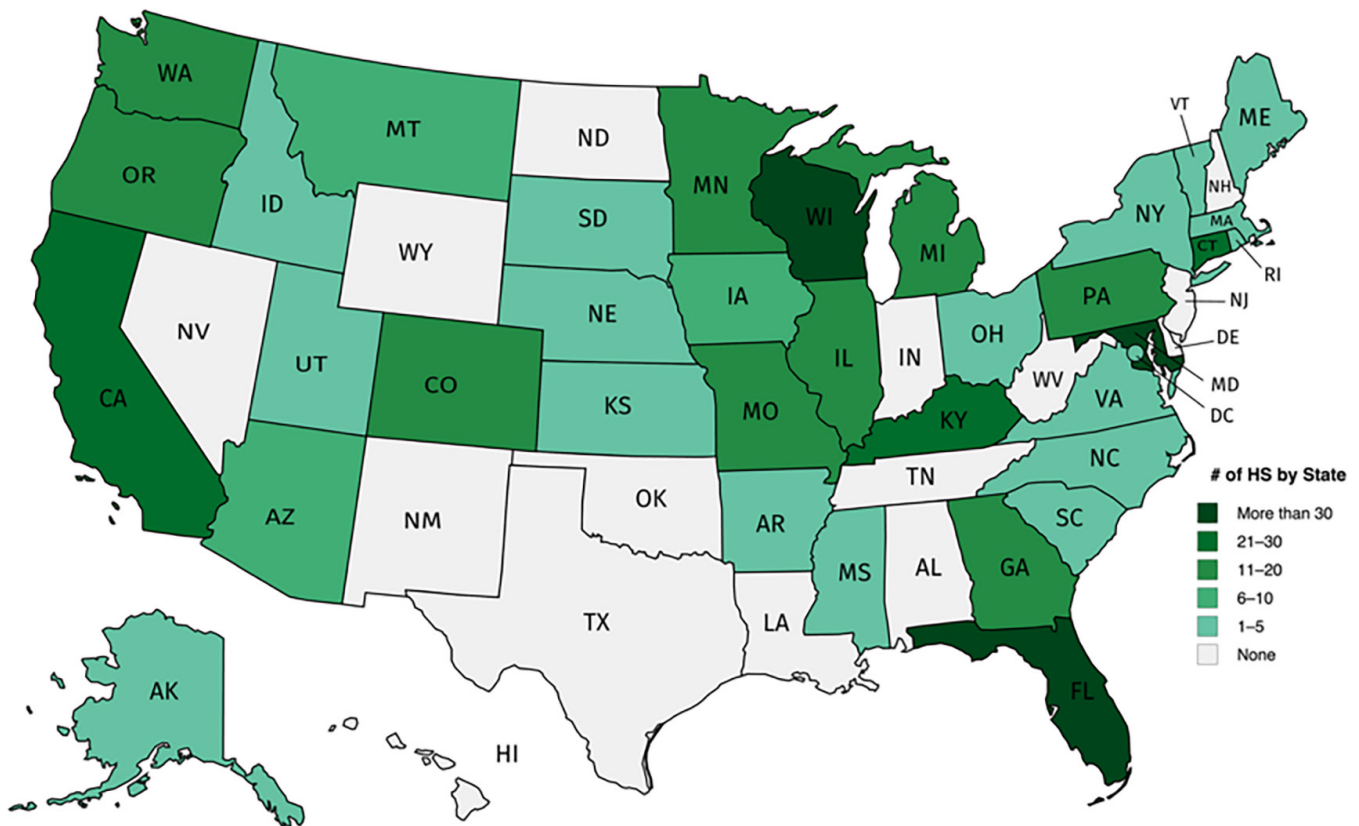 WA
MT
ND
MN
VT
ME
OR
ID
SD
WI
NH
NY
MA
CT
WY
MI
RI
NJ
IA
PA
NV
NE
OH
DE
UT
CO
IL
IN
WV
MD
CA
KS
MO
KY
VA
DC
TN
NC
# of HS by State
AZ
NM
OK
AR
SC
More than 30
21–30
MS
AL
GA
11–20
6–10
TX
LA
1–5
None
AK
FL
HI